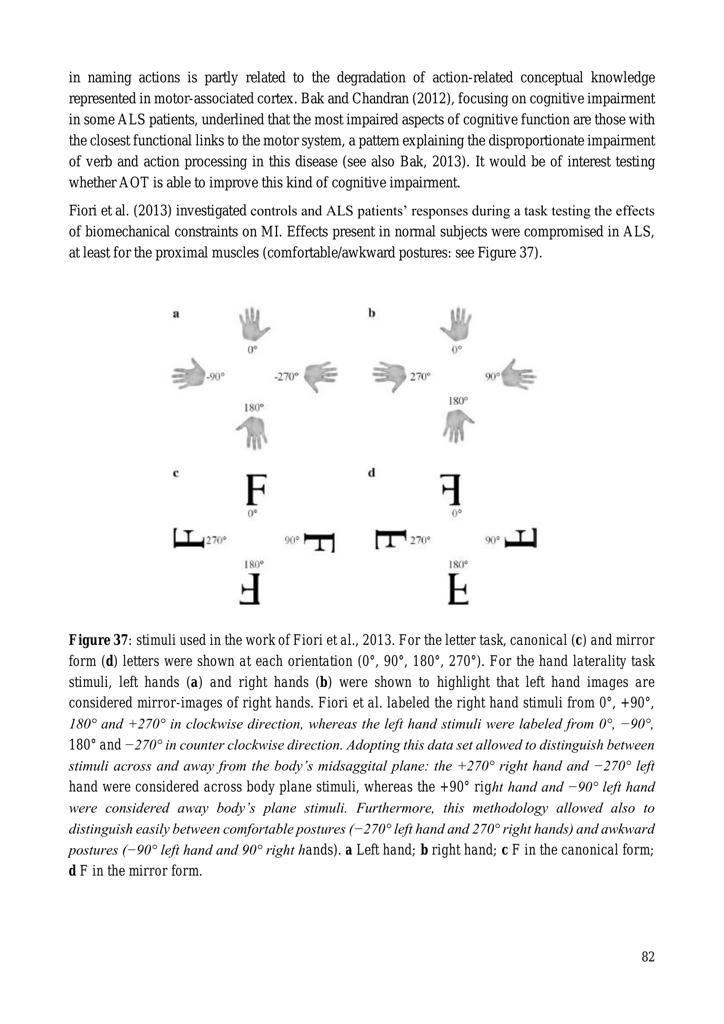 in naming actions is partly related to the degradation of action-related conceptual knowledge
represented in motor-associated cortex. Bak and Chandran (2012), focusing on cognitive impairment
in some ALS patients, underlined that the most impaired aspects of cognitive function are those with
the closest functional links to the motor system, a pattern explaining the disproportionate impairment
of verb and action processing in this disease (see also Bak, 2013). It would be of interest testing
whether AOT is able to improve this kind of cognitive impairment.
Fiori et al. (2013) investigated controls and ALS patients’ responses during a task testing the effects
of biomechanical constraints on MI. Effects present in normal subjects were compromised in ALS,
at least for the proximal muscles (comfortable/awkward postures: see Figure 37).
a b
0° 0°
-90° -270° 270° 90°
180° 180°
c F d F
0° 0°
F 270° 90° F F 270° 90° F
180° 180°
F F
Figure 37: stimuli used in the work of Fiori et al., 2013. For the letter task, canonical (c) and mirror
form (d) letters were shown at each orientation (0°, 90°, 180°, 270°). For the hand laterality task
stimuli, left hands (a) and right hands (b) were shown to highlight that left hand images are
considered mirror-images of right hands. Fiori et al. labeled the right hand stimuli from 0°, +90°,
180° and +270° in clockwise direction, whereas the left hand stimuli were labeled from 0°, −90°,
180° and −270° in counter clockwise direction. Adopting this data set allowed to distinguish between
stimuli across and away from the body’s midsaggital plane: the +270° right hand and −270° left
hand were considered across body plane stimuli, whereas the +90° right hand and −90° left hand
were considered away body’s plane stimuli. Furthermore, this methodology allowed also to
distinguish easily between comfortable postures (−270° left hand and 270° right hands) and awkward
postures (−90° left hand and 90° right hands). a Left hand; b right hand; c F in the canonical form;
d F in the mirror form.
82